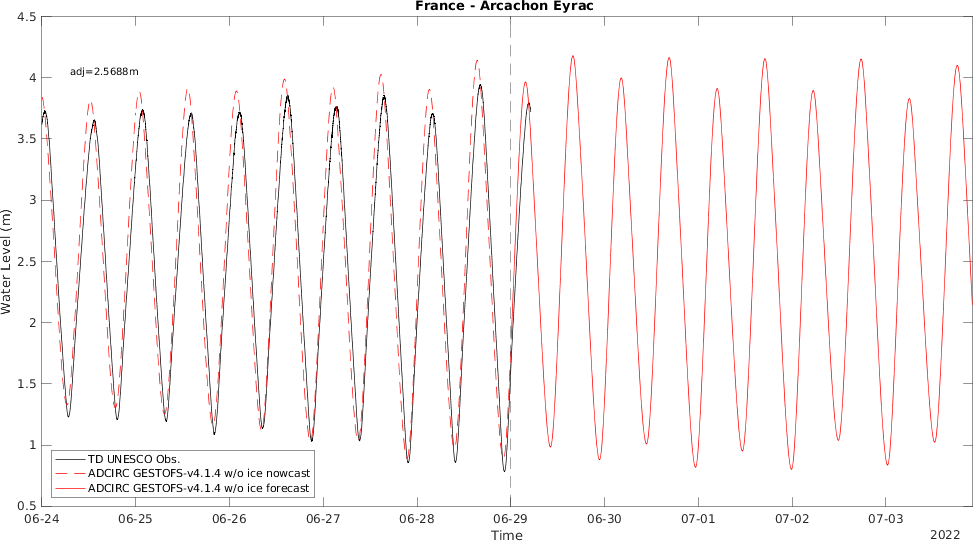 France - Arcachon Eyrac
4.5
adj=2.5688m
4
3.5
3
2.5
2
1.5
1
0.5
Water Level (m)
TD UNESCO Obs.
ADCIRC GESTOFS-v4.1.4 w/o ice nowcast
ADCIRC GESTOFS-v4.1.4 w/o ice forecast
06-24 06-25 06-26 06-27 06-28 06-29 06-30 07-01 07-02 07-03
Time
2022